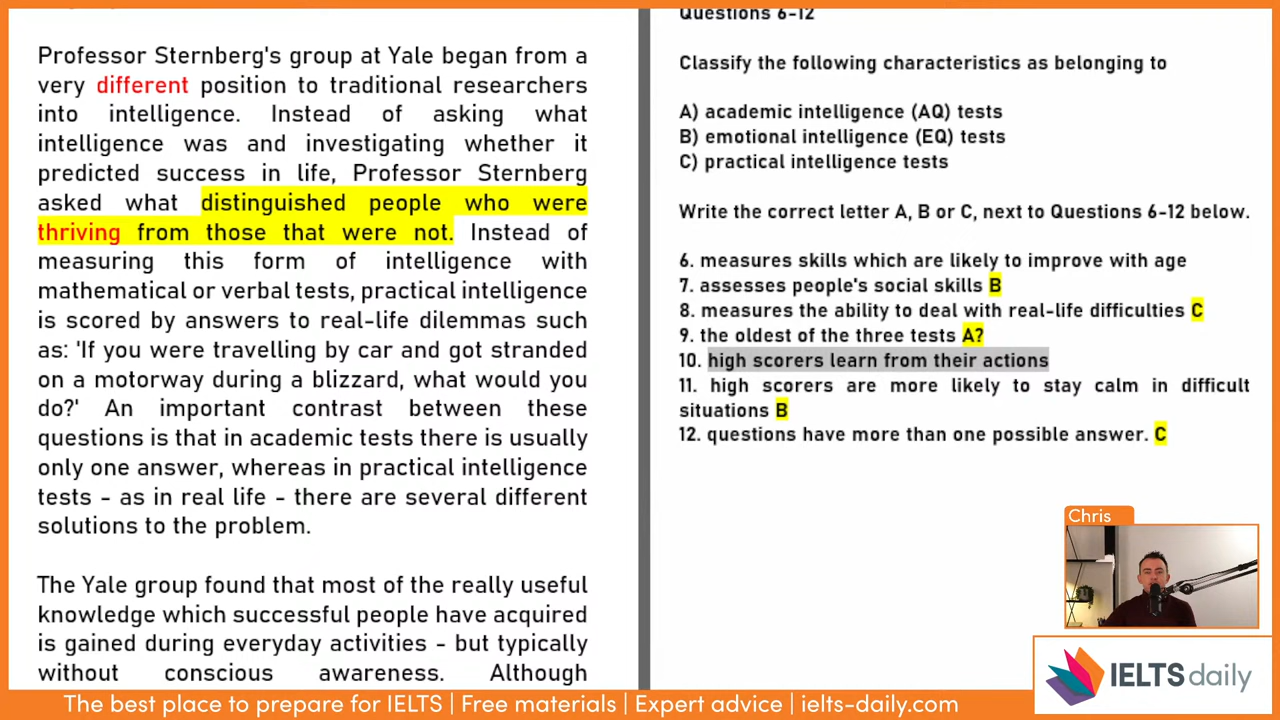 Professor Sternberg's group at Yale began from a
very different position to traditional researchers
into intelligence. Instead of asking what
intelligence was and investigating whether it
predicted success in life, Professor Sternberg
asked what distinguished people who were
thriving from those that were not. Instead of
measuring this form of intelligence with
mathematical or verbal tests, practical intelligence
is scored by answers to real-life dilemmas such
as: 'If you were travelling by car and got stranded
on a motorway during a blizzard, what would you
do?' An important contrast between these
questions is that in academic tests there is usually
only one answer, whereas in practical intelligence
tests - as in real life - there are several different
solutions to the problem.
The Yale group found that most of the really useful
knowledge which successful people have acquired
is gained during everyday activities - but typically
without conscious awareness. Although
Questions 6-12
Classify the following characteristics as belonging to
A) academic intelligence (AQ) tests
B) emotional intelligence (EQ) tests
C) practical intelligence tests
Write the correct letter A, B or C, next to Questions 6-12 below.
6. measures skills which are likely to improve with age
7. assesses people's social skills B
8. measures the ability to deal with real-life difficulties C
9. the oldest of the three tests A?
10. high scorers learn from their actions
11. high scorers are more likely to stay calm in difficult
situations B
12. questions have more than one possible answer. C
Chris
IELTS daily
The best place to prepare for IELTS | Free materials | Expert advice | ielts-daily.com